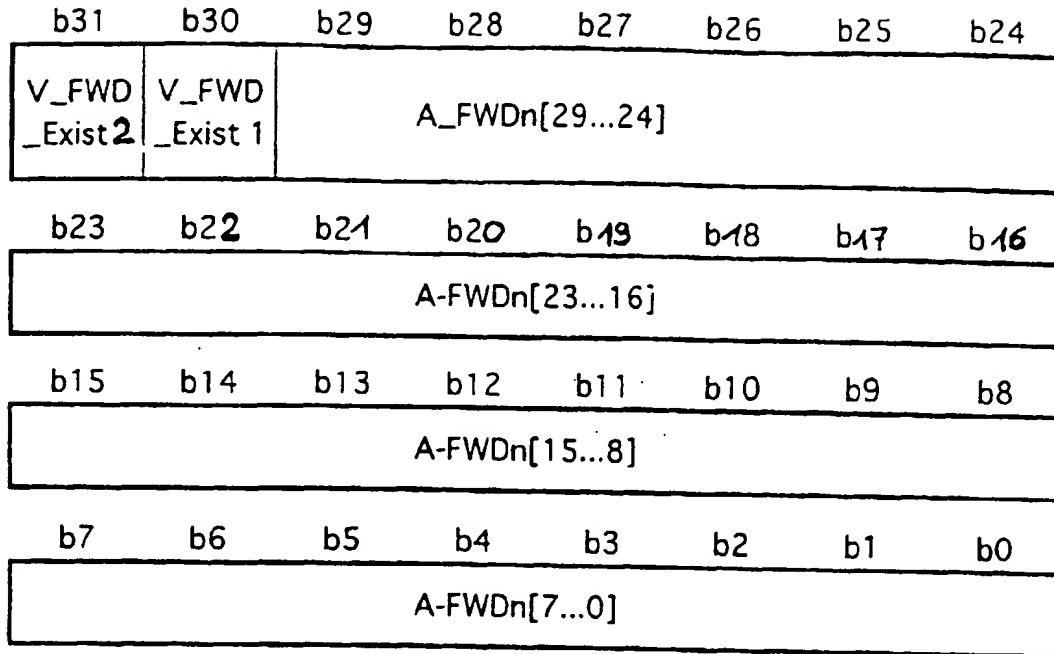 b31 b30 b29 b28 b27 b26 b25 b24
V_FWD V_FWD
A_FWDn[29...24]
_Exist2 _Exist 1
b23 b22 b21 b20 b19 b18 b17 b16
A-FWDn[23...16]
b15 b14 b13 b12 b11 b10 b9 b8
A-FWDn[15...8]
b7 b6 b5 b4 b3 b2 b1 b0
A-FWDn[7...0]